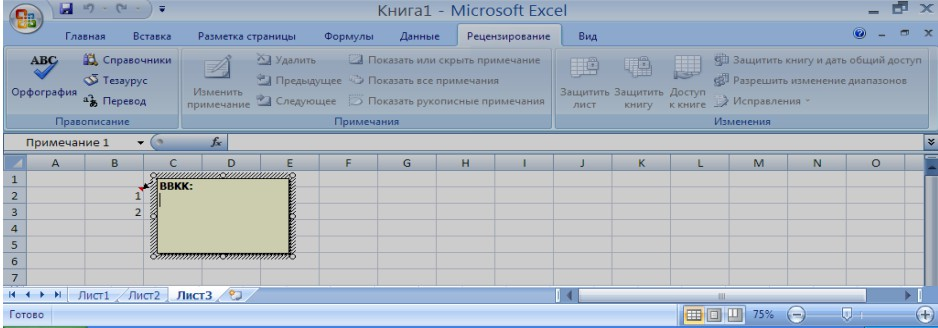 Книга1 - Microsoft Excel
Главная Вставка Разметка страницы Формулы Данные Рецензирование Вид
ABC Орфография
Справочники
Тезаурус
Перевод
Правописание
Изменить примечание
Удалить
Предыдущее
Следующее
Показать или скрыть примечание
Показать все примечания
Показать рукописные примечания
Примечания
Защитить лист
Защитить книгу
Доступ к книге
Защитить книгу и дать общий доступ
Разрешить изменение диапазонов
Исправления
Изменения
Примечание 1 fx
A B C D E F G H I J K L M N O
1
2 1
3 2
4
5
6
7
BBKK:
Лист1 Лист2 Лист3
Готово 75%